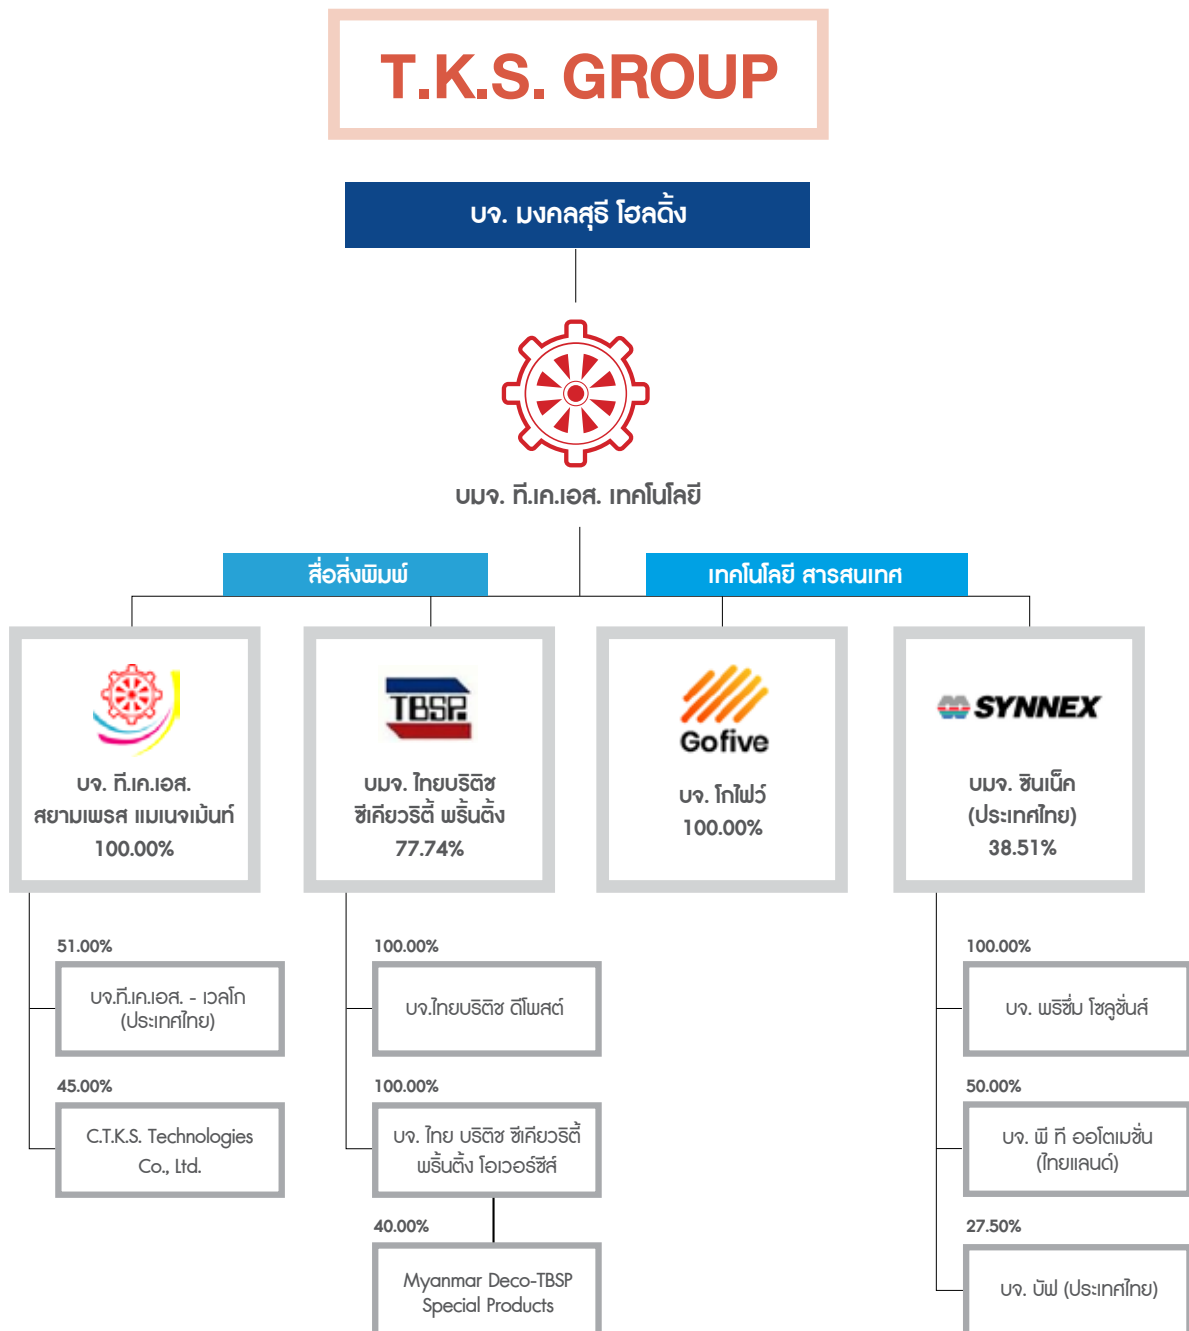 T.K.S. GROUP
บจ. มงคลสุธี โฮลดิ้ง
บมจ. ที.เค.เอส. เทคโนโลยี
สื่อสิ่งพิมพ์
เทคโนโลยี สารสนเทศ
บจ. ที.เค.เอส.
สยามเพรส แมเนจเม้นท์
100.00%
TBSP
บมจ. ไทยบริติช
ซีเคียวริตี้ พริ้นติ้ง
77.74%
Gofive
บจ. โกไฟว์
100.00%
SYNNEX
บมจ. ซินเน็ค
(ประเทศไทย)
38.51%
51.00%
บจ.ที.เค.เอส. - เวลโก
(ประเทศไทย)
45.00%
C.T.K.S. Technologies
Co., Ltd.
100.00%
บจ.ไทยบริติช ดีโพสต์
100.00%
บจ. ไทย บริติช ซีเคียวริตี้
พริ้นติ้ง โอเวอร์ซีส์
40.00%
Myanmar Deco-TBSP
Special Products
100.00%
บจ. พริซึ่ม โซลูชั่นส์
50.00%
บจ. พี ที ออโตเมชั่น
(ไทยแลนด์)
27.50%
บจ. บัฟ (ประเทศไทย)